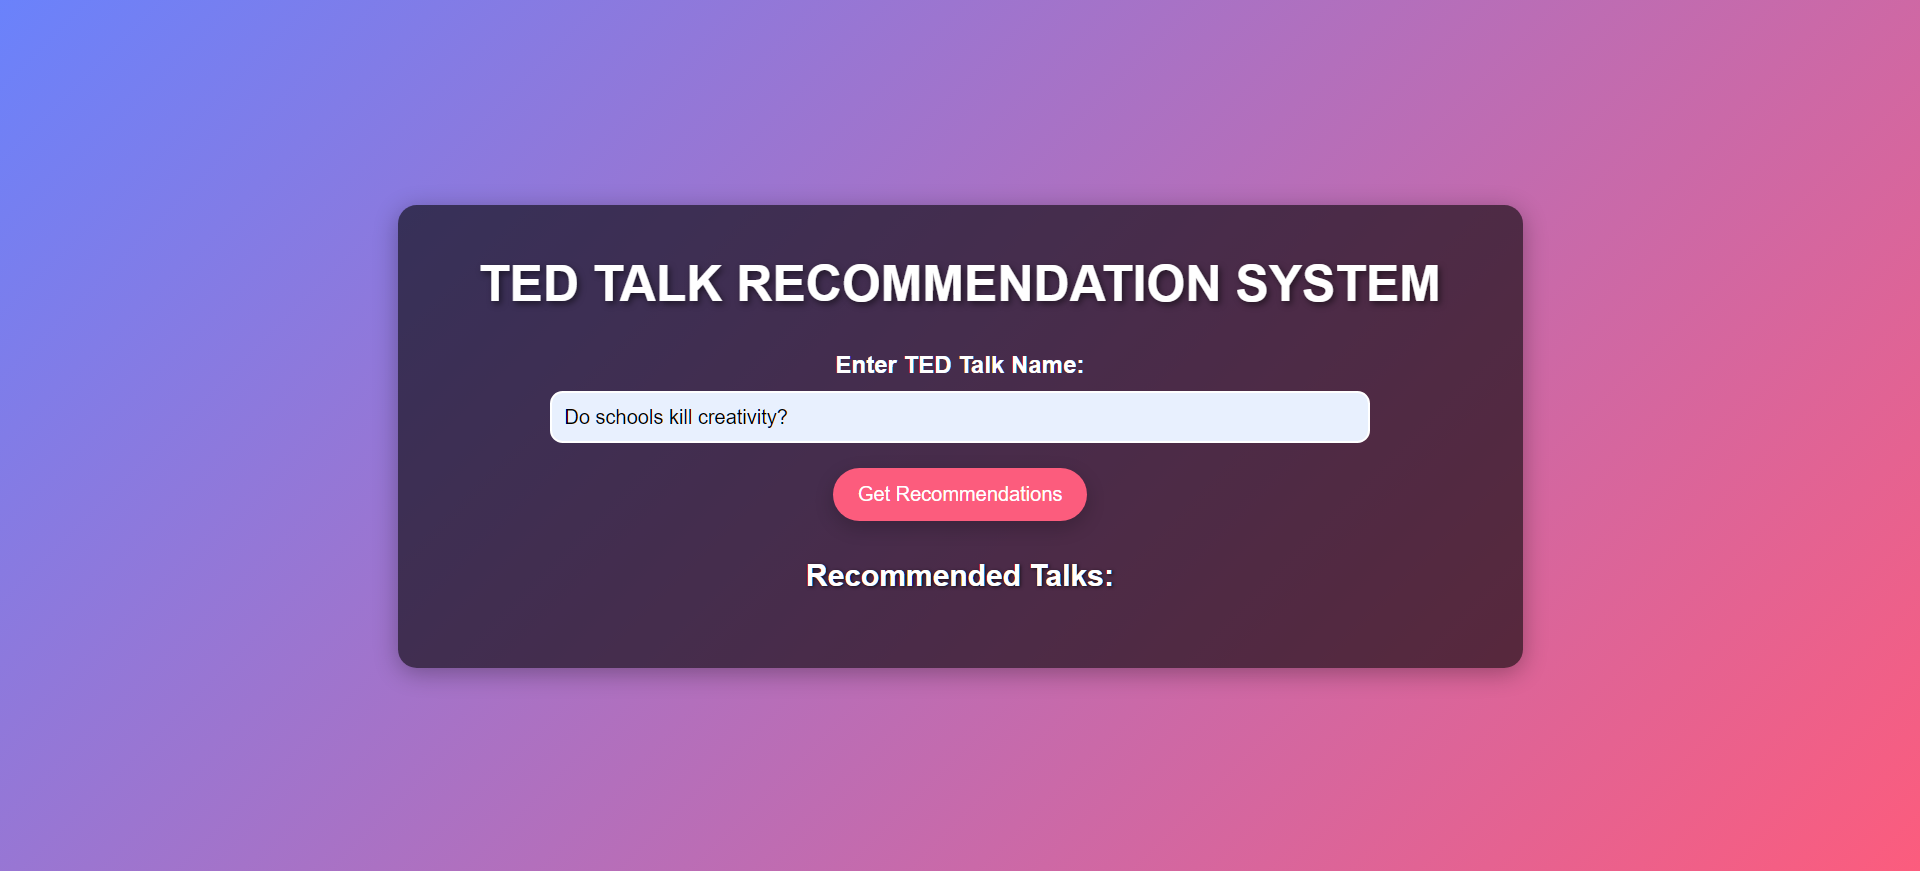 TED TALK RECOMMENDATION SYSTEM
Enter TED Talk Name:
Do schools kill creativity?
Get Recommendations
Recommended Talks: